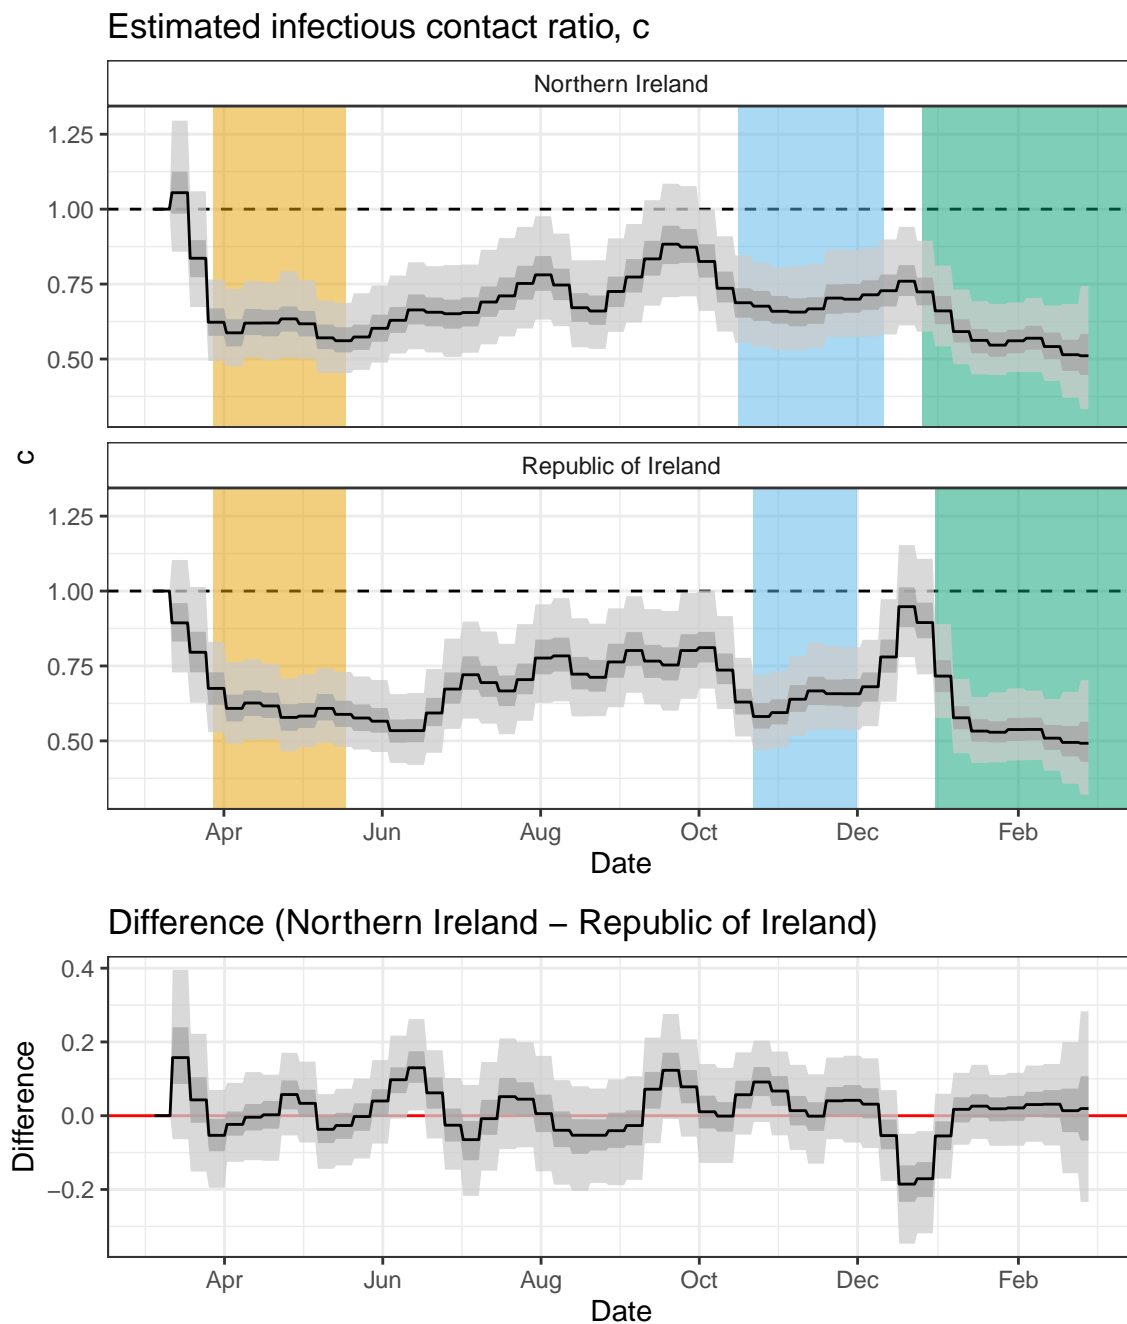 Estimated infectious contact ratio, c
Northern Ireland
1.25
1.00
0.75
0.50
c
Republic of Ireland
1.25
1.00
0.75
0.50
Apr Jun Aug Oct Dec Feb
Date
Difference (Northern Ireland − Republic of Ireland)
0.4
0.2
0.0
−0.2
Difference
Apr Jun Aug Oct Dec Feb
Date